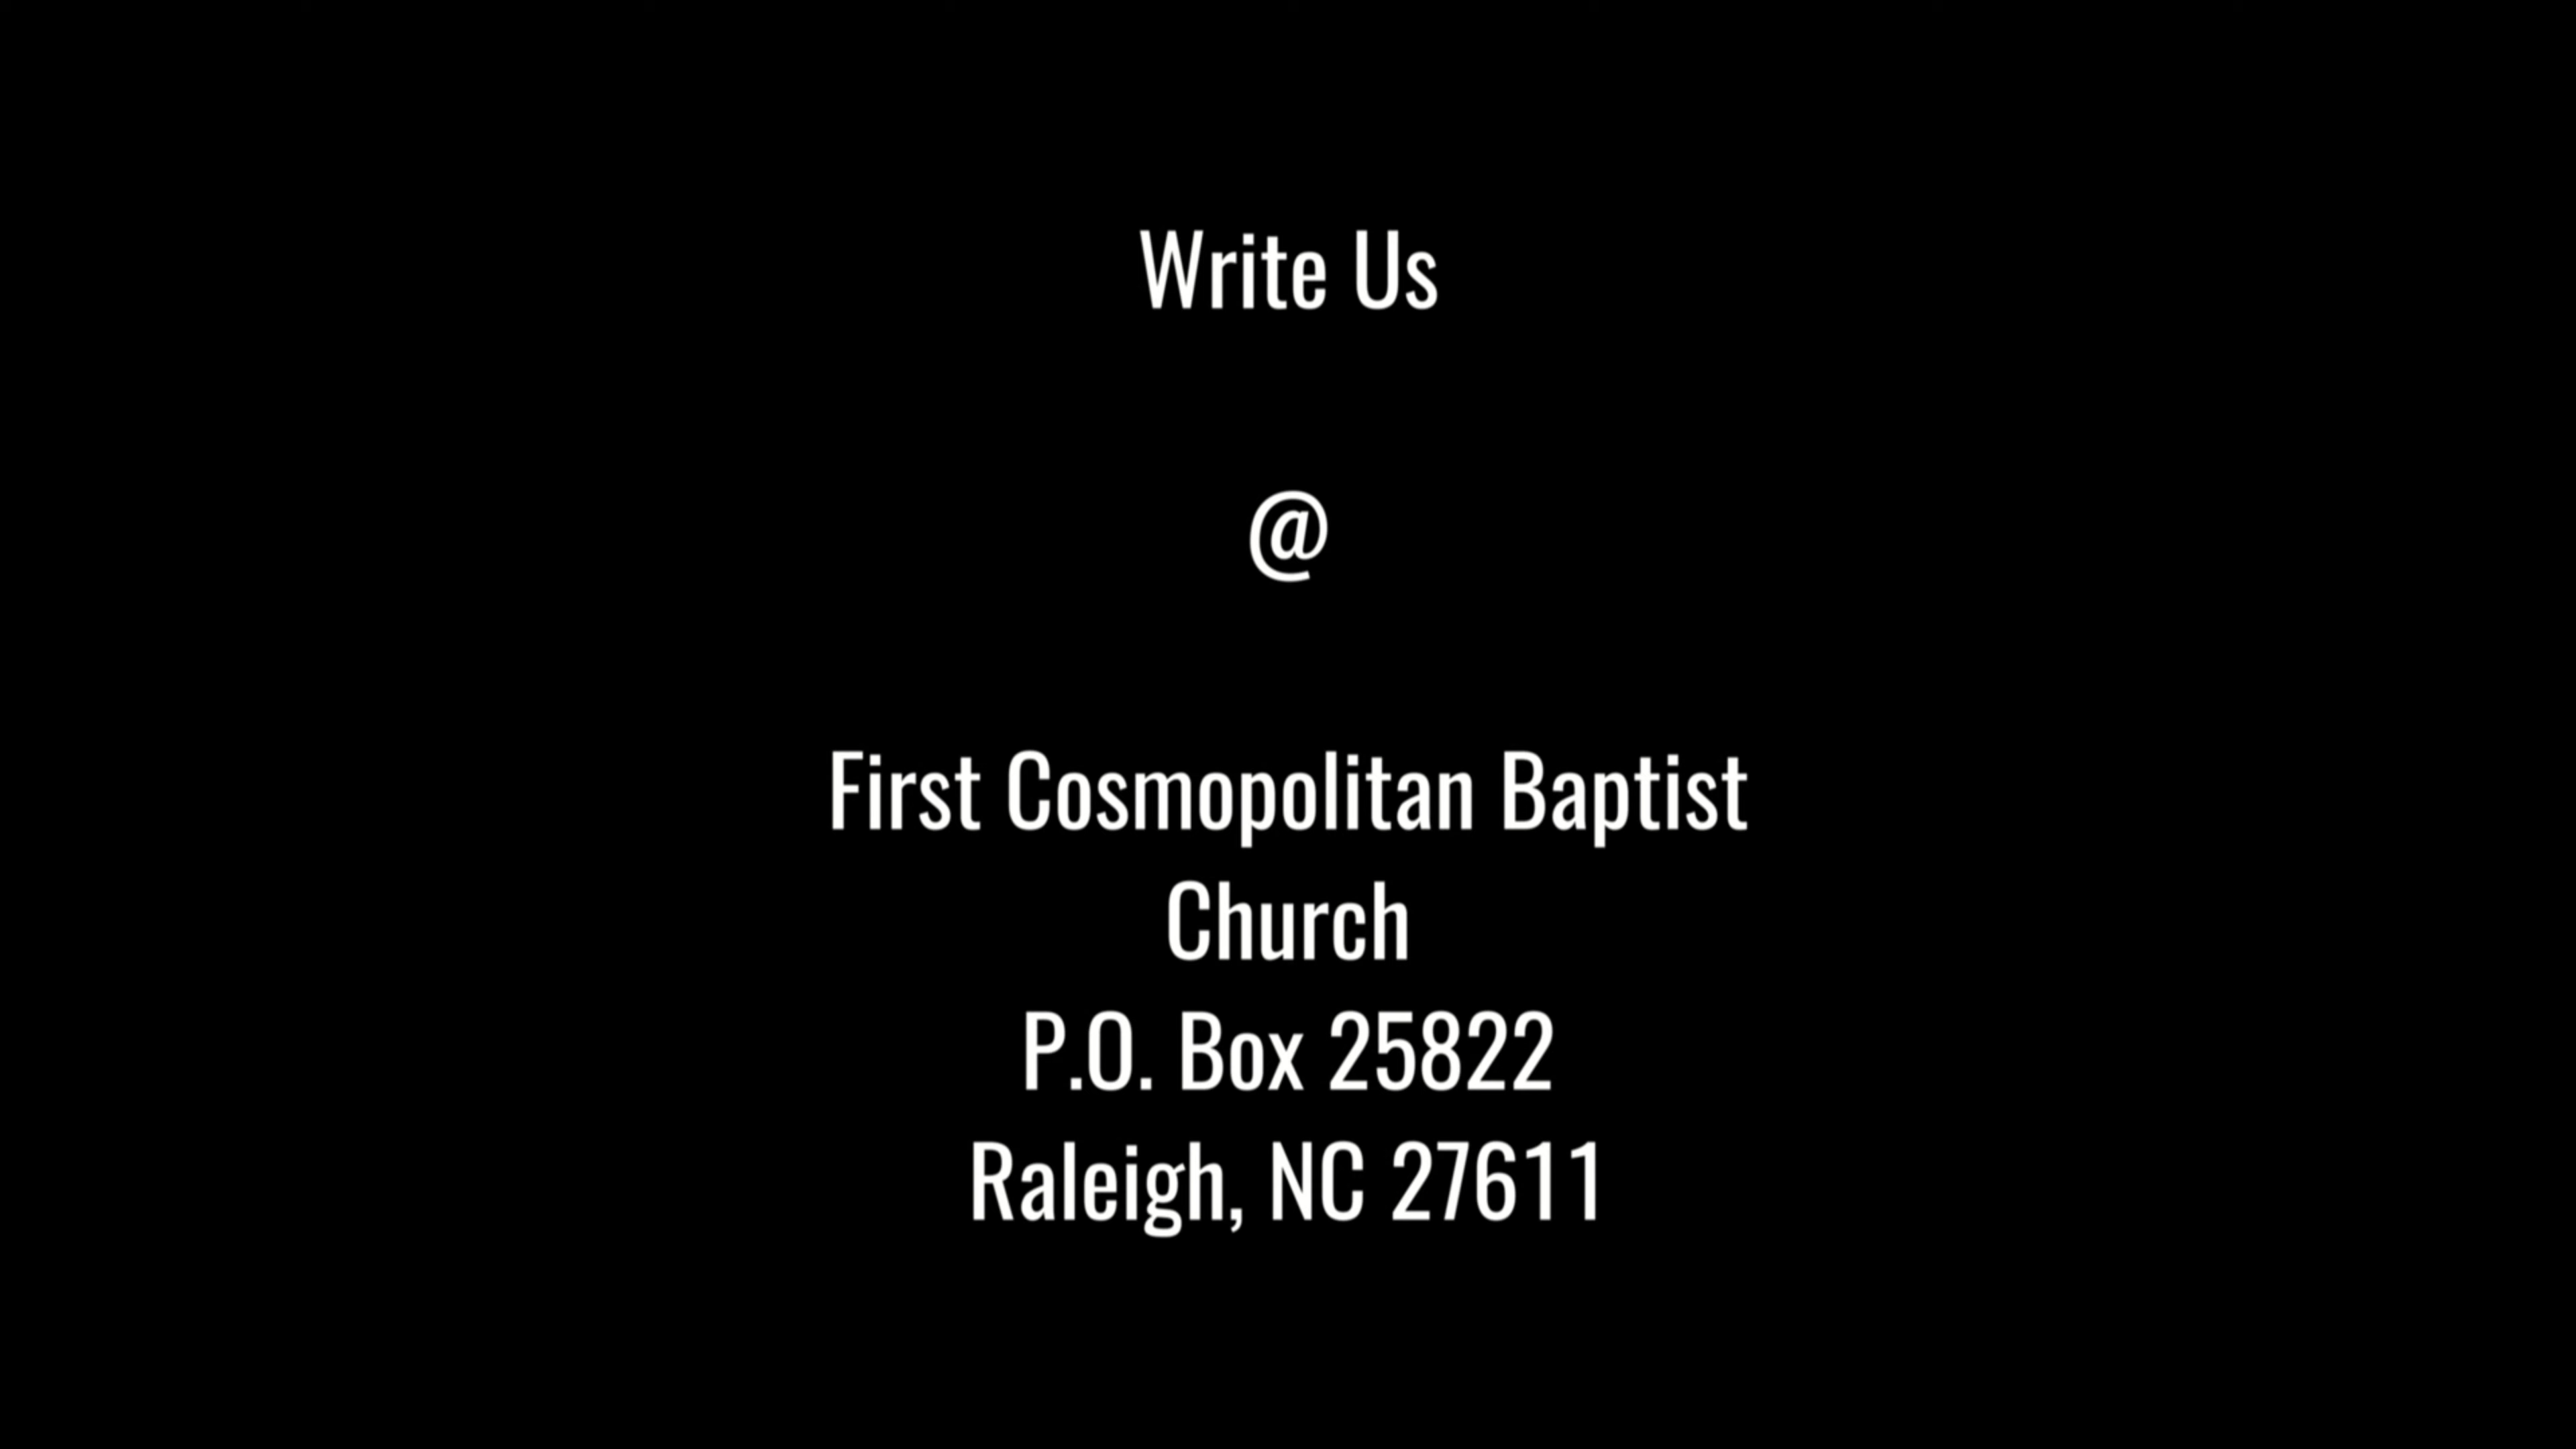 Write Us
@
First Cosmopolitan Baptist
Church
P.O. Box 25822
Raleigh, NC 27611